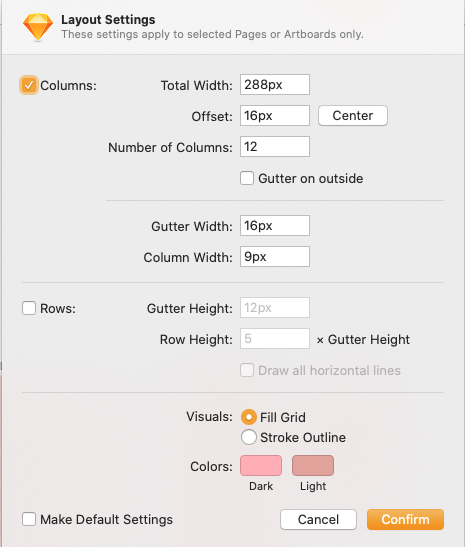 Layout Settings
These settings apply to selected Pages or Artboards only.
Columns: Total Width: 288px
Offset: 16px Center
Number of Columns: 12
Gutter on outside
Gutter Width: 16px
Column Width: 9px
Rows: Gutter Height: 12px
Row Height: 5 × Gutter Height
Draw all horizontal lines
Visuals: Fill Grid
Stroke Outline
Colors:
Dark Light
Make Default Settings Cancel Confirm